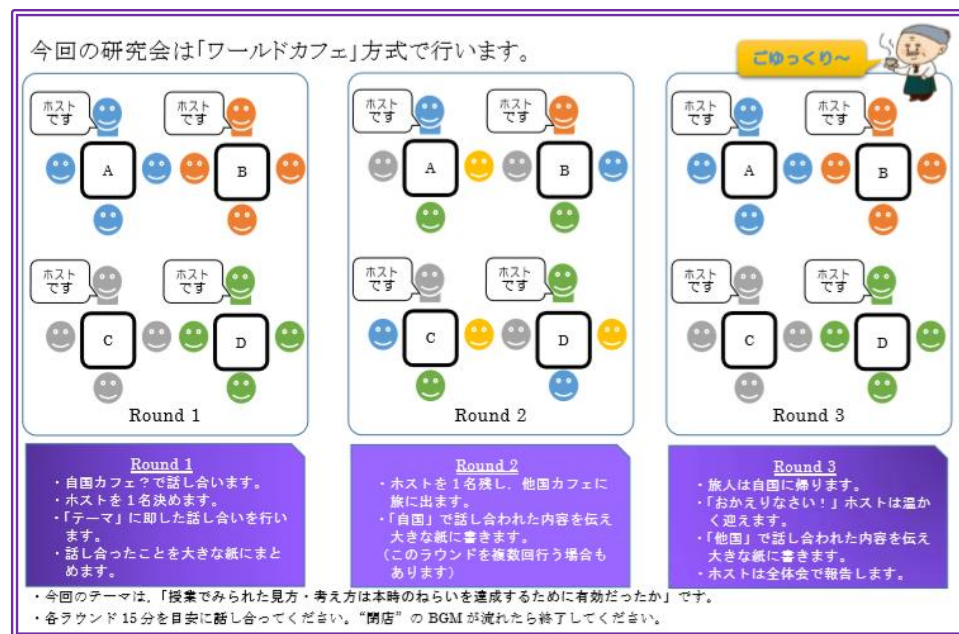 今回の研究会は「ワールドカフェ」方式で行います。
ごゆっくり～
ホスト
です
ホスト
です
A
B
ホスト
です
ホスト
です
C
D
Round 1
ホスト
です
ホスト
です
A
B
ホスト
です
ホスト
です
C
D
Round 2
ホスト
です
ホスト
です
A
B
ホスト
です
ホスト
です
C
D
Round 3
Round 1
・自国カフェ？で話し合います。
・ホストを1名決めます。
・「テーマ」に即した話し合いを行い
ます。
・話し合ったことを大きな紙にまと
めます。
Round 2
・ホストを1名残し，他国カフェに
旅に出ます。
・「自国」で話し合われた内容を伝え
大きな紙に書きます。
（このラウンドを複数回行う場合も
あります）
Round 3
・旅人は自国に帰ります。
・「おかえりなさい！」ホストは温か
く迎えます。
・「他国」で話し合われた内容を伝え
大きな紙に書きます。
・ホストは全体会で報告します。
・今回のテーマは，「授業でみられた見方・考え方は本時のねらいを達成するために有効だったか」です。
・各ラウンド 15 分を目安に話し合ってください。“閉店” の BGM が流れたら終了してください。